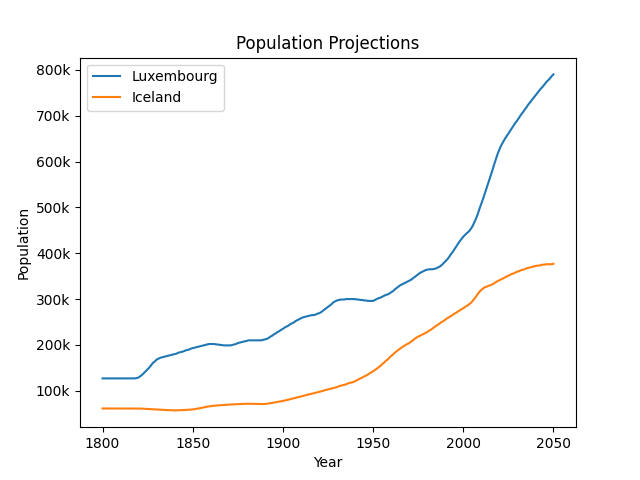 Population Projections
Luxembourg
Iceland
800k
700k
600k
500k
400k
300k
200k
100k
Population
1800 1850 1900 1950 2000 2050
Year